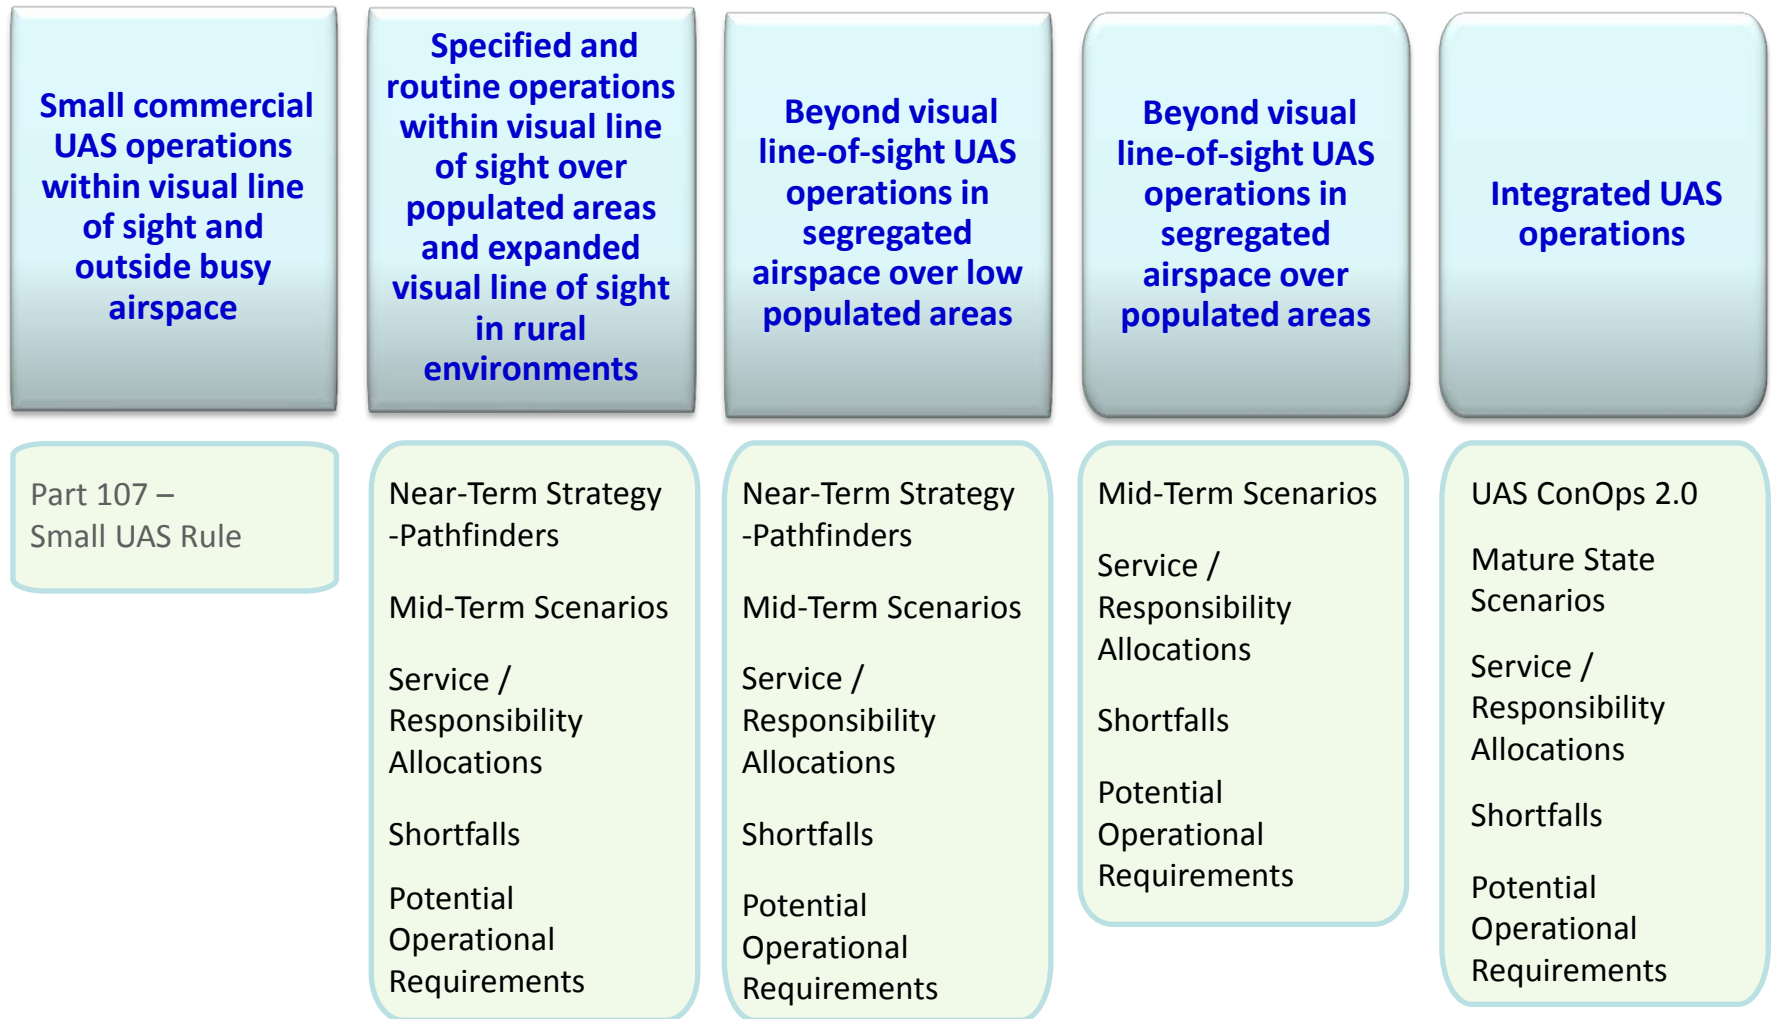 Small commercial
UAS operations
within visual line
of sight and
outside busy
airspace
Specified and
routine operations
within visual line
of sight over
populated areas
and expanded
visual line of sight
in rural
environments
Beyond visual
line-of-sight UAS
operations in
segregated
airspace over low
populated areas
Beyond visual
line-of-sight UAS
operations in
segregated
airspace over
populated areas
Integrated UAS
operations
Part 107 –
Small UAS Rule
Near-Term Strategy
-Pathfinders
Mid-Term Scenarios
Service /
Responsibility
Allocations
Shortfalls
Potential
Operational
Requirements
Near-Term Strategy
-Pathfinders
Mid-Term Scenarios
Service /
Responsibility
Allocations
Shortfalls
Potential
Operational
Requirements
Mid-Term Scenarios
Service /
Responsibility
Allocations
Shortfalls
Potential
Operational
Requirements
UAS ConOps 2.0
Mature State
Scenarios
Service /
Responsibility
Allocations
Shortfalls
Potential
Operational
Requirements